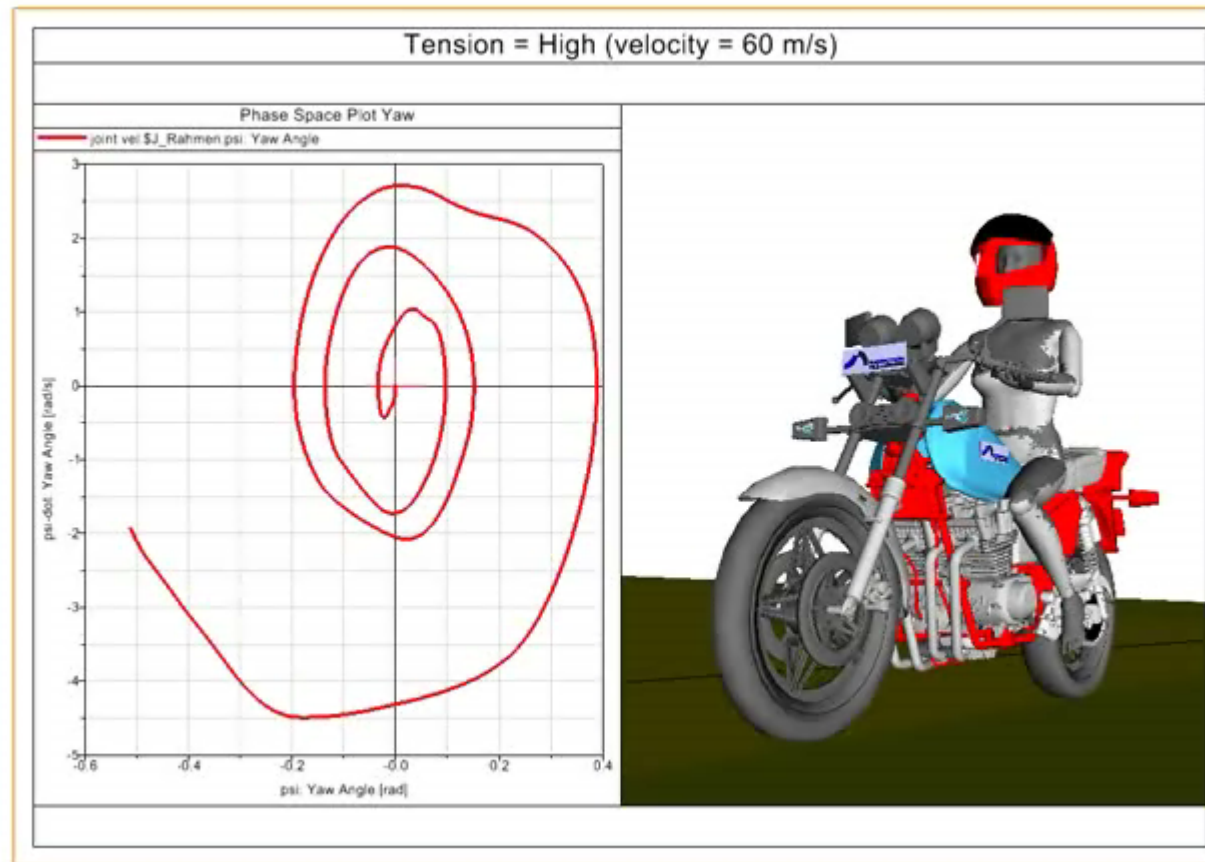 Tension = High (velocity = 60 m/s)
Phase Space Plot Yaw
joint vel $J_Rahmen.psi: Yaw Angle
3
2
1
0
-1
-2
-3
-4
-5
psi-dot: Yaw Angle [rad/s]
-0.6 -0.4 -0.2 -0.0 0.2 0.4
psi: Yaw Angle [rad]